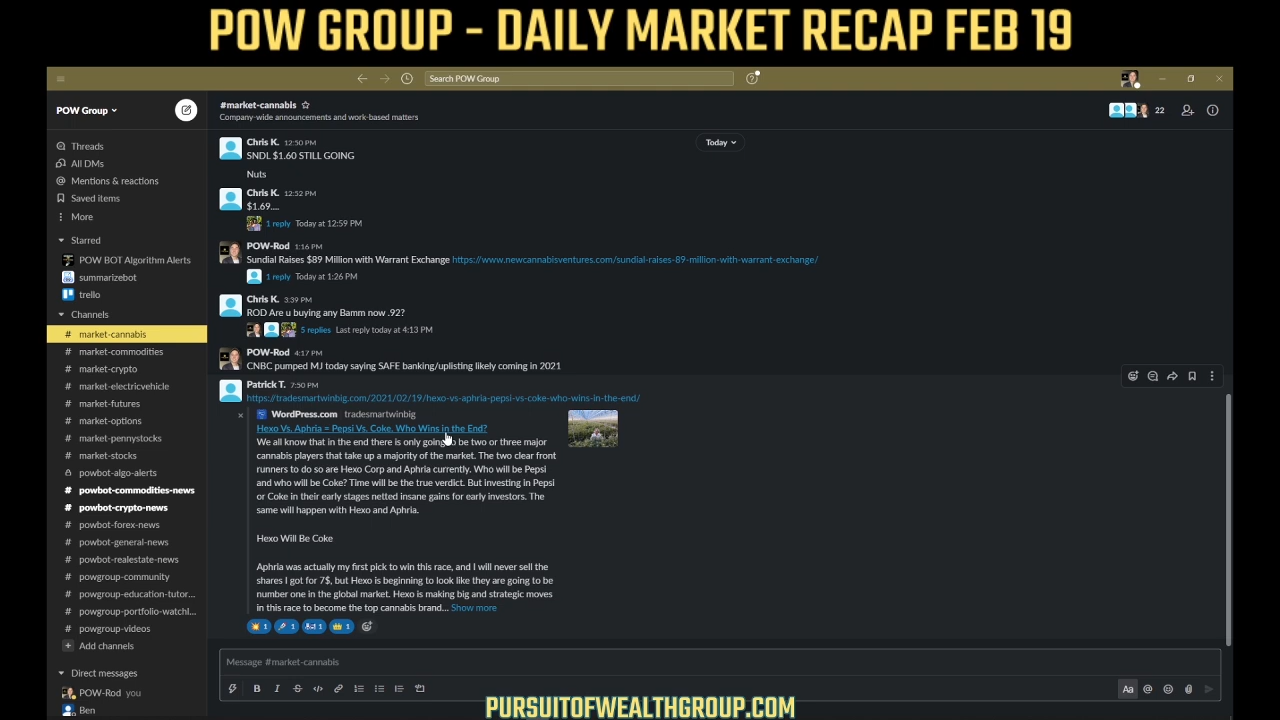 POW GROUP - DAILY MARKET RECAP FEB 19
Search POW Group
POW Group
Threads
All DMs
Mentions & reactions
Saved items
More
Starred
POW BOT Algorithm Alerts
summarizebot
trello
Channels
# market-cannabis
# market-commodities
# market-crypto
# market-electricvehicle
# market-futures
# market-options
# market-pennystocks
# market-stocks
powbot-algo-alerts
# powbot-commodities-news
# powbot-crypto-news
# powbot-forex-news
# powbot-general-news
# powbot-realestate-news
# powgroup-community
# powgroup-education-tutor...
# powgroup-portfolio-watchl...
# powgroup-videos
+ Add channels
Direct messages
POW-Rod you
Ben
#market-cannabis
Company-wide announcements and work-based matters
22
Today
Chris K. 12:50 PM
SNDL $1.60 STILL GOING
Nuts
Chris K. 12:52 PM
$1.69....
1 reply Today at 12:59 PM
POW-Rod 1:16 PM
Sundial Raises $89 Million with Warrant Exchange https://www.newcannabisventures.com/sundial-raises-89-million-with-warrant-exchange/
1 reply Today at 1:26 PM
Chris K. 3:39 PM
ROD Are u buying any Bamm now .92?
5 replies Last reply today at 4:13 PM
POW-Rod 4:17 PM
CNBC pumped MJ today saying SAFE banking/uplisting likely coming in 2021
Patrick T. 7:50 PM
https://tradesmartwinbig.com/2021/02/19/hexo-vs-aphria-pepsi-vs-coke-who-wins-in-the-end/
WordPress.com tradesmartwinbig
Hexo Vs. Aphria = Pepsi Vs. Coke. Who Wins in the End?
We all know that in the end there is only going to be two or three major
cannabis players that take up a majority of the market. The two clear front
runners to do so are Hexo Corp and Aphria currently. Who will be Pepsi
and who will be Coke? Time will be the true verdict. But investing in Pepsi
or Coke in their early stages netted insane gains for early investors. The
same will happen with Hexo and Aphria.
Hexo Will Be Coke
Aphria was actually my first pick to win this race, and I will never sell the
shares I got for 7$, but Hexo is beginning to look like they are going to be
number one in the global market. Hexo is making big and strategic moves
in this race to become the top cannabis brand... Show more
1 1 1 1
Message #market-cannabis
B I S </> Aa @
PURSUITOFWEALTHGROUP.COM